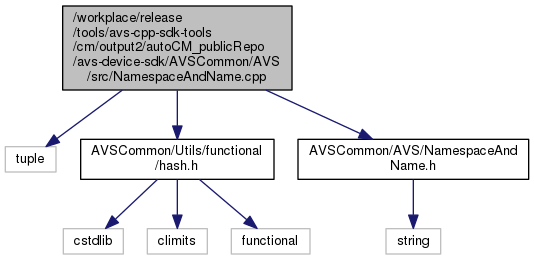 /workplace/release
/tools/avs-cpp-sdk-tools
/cm/output2/autoCM_publicRepo
/avs-device-sdk/AVSCommon/AVS
/src/NamespaceAndName.cpp
tuple
AVSCommon/Utils/functional
/hash.h
AVSCommon/AVS/NamespaceAnd
Name.h
cstdlib
climits
functional
string